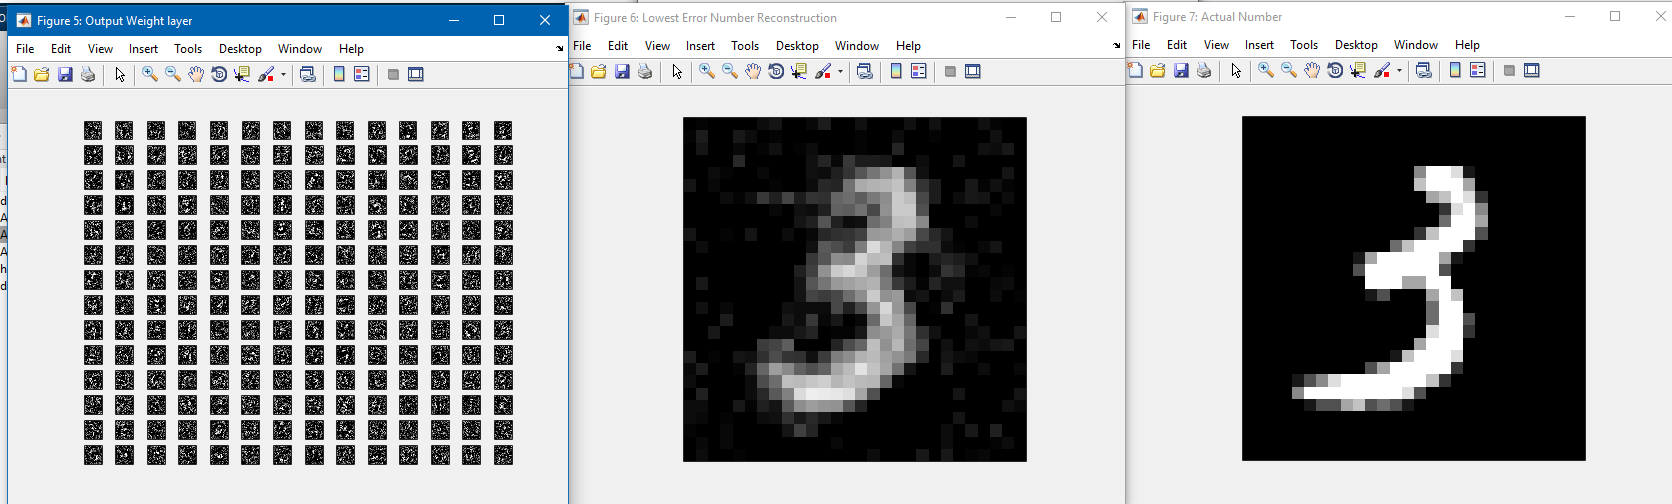 Figure 5: Output Weight layer
File Edit View Insert Tools Desktop Window Help
Figure 6: Lowest Error Number Reconstruction
File Edit View Insert Tools Desktop Window Help
Figure 7: Actual Number
File Edit View Insert Tools Desktop Window Help